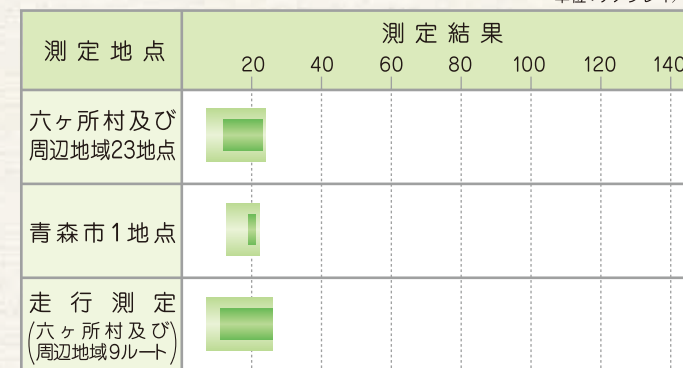 測定地点
測定結果
20 40 60 80 100 120 140
六ヶ所村及び
周辺地域23地点
青森市1地点
走行測定
(六ヶ所村及び
周辺地域9ルート)